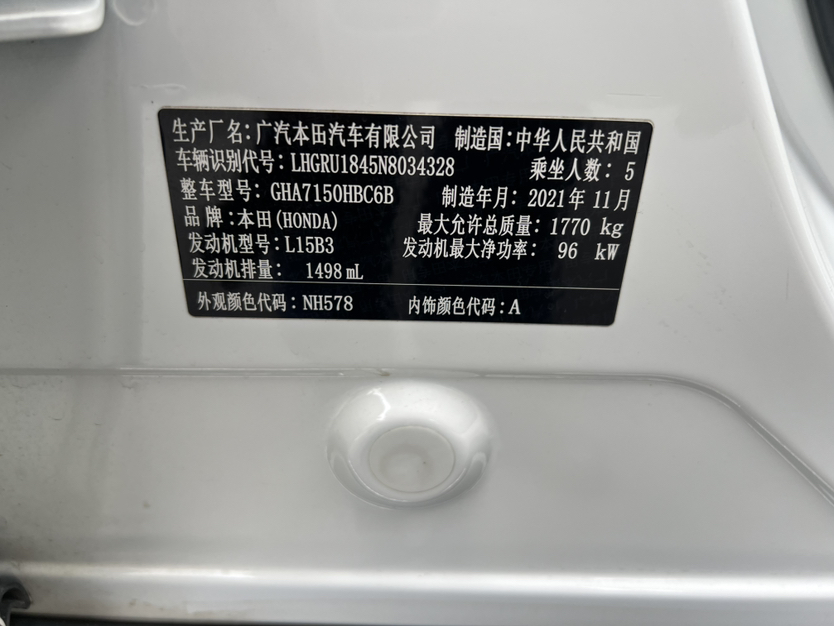 生产厂名：广汽本田汽车有限公司 制造国：中华人民共和国
车辆识别代号：LHGRU1845N8034328 乘坐人数：5
整车型号：GHA7150HBC6B 制造年月：2021年11月
品牌：本田(HONDA) 最大允许总质量：1770 kg
发动机型号：L15B3 发动机最大净功率：96 kW
发动机排量：1498 mL
外观颜色代码：NH578 内饰颜色代码：A